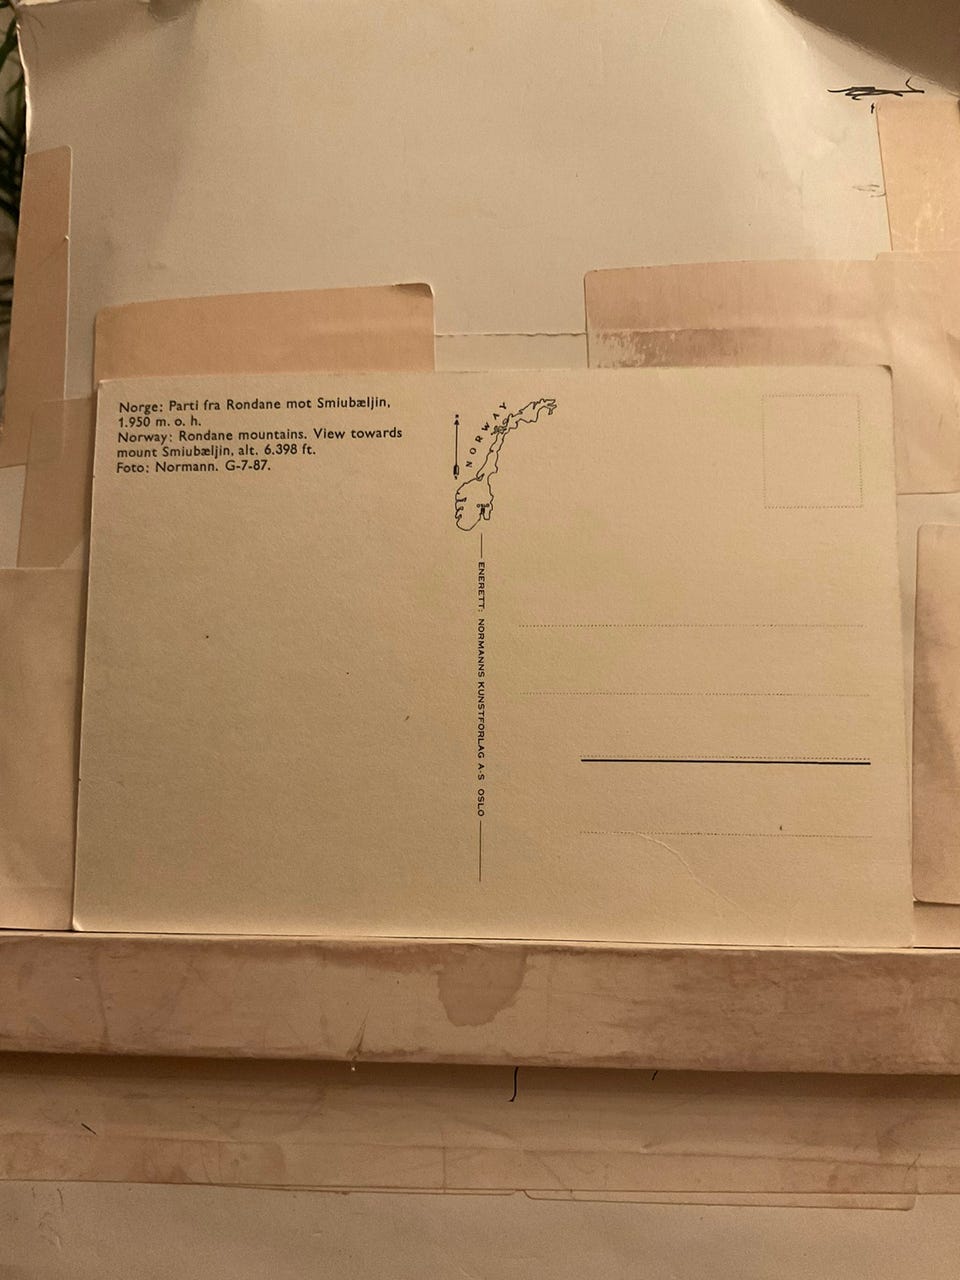 Norge: Parti fra Rondane mot Smiubæljin,
1.950 m. o. h.
Norway: Rondane mountains. View towards
mount Smiubæljin, alt. 6.398 ft.
Foto: Normann. G-7-87.
NORWAY
OSLO
ENERETT: NORMANNS KUNSTFORLAG A-S OSLO